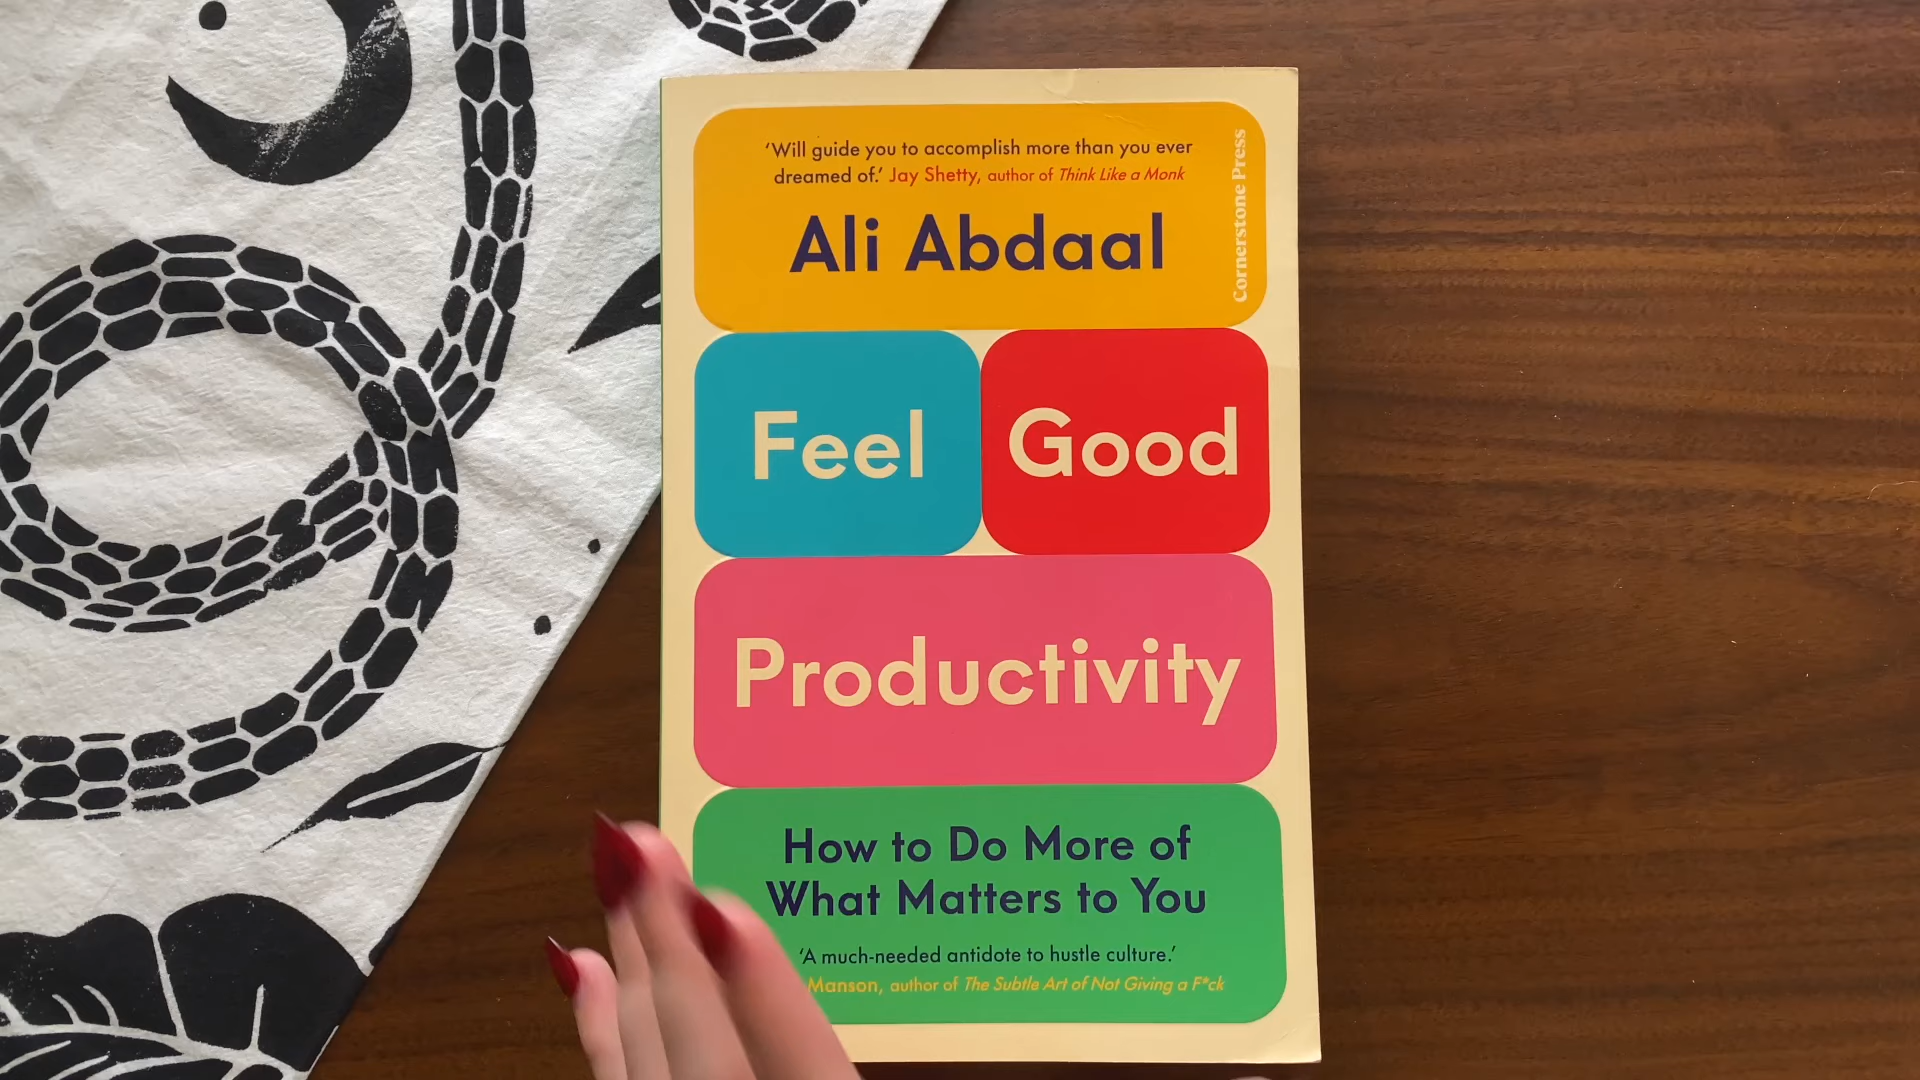 ‘Will guide you to accomplish more than you ever
dreamed of.’ Jay Shetty, author of Think Like a Monk
Cornerstone Press
Ali Abdaal
Feel
Good
Productivity
How to Do More of
What Matters to You
‘A much-needed antidote to hustle culture.’
Manson, author of The Subtle Art of Not Giving a F*ck